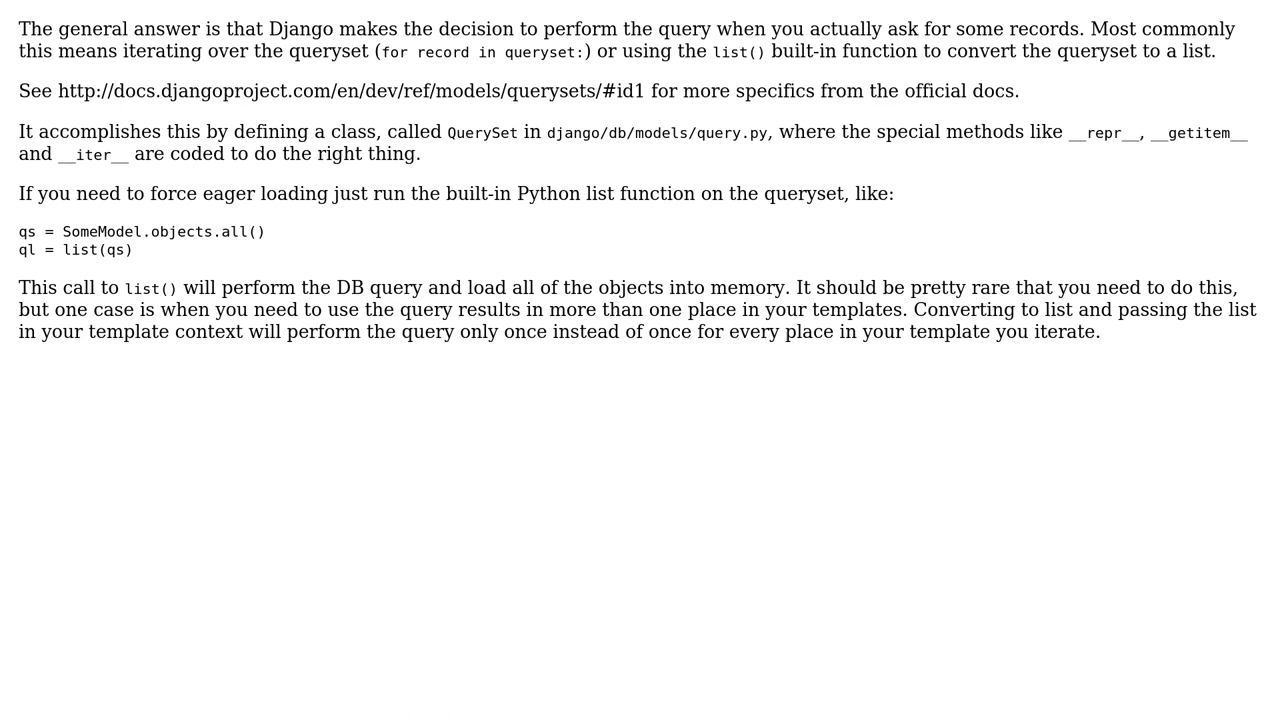 The general answer is that Django makes the decision to perform the query when you actually ask for some records. Most commonly
this means iterating over the queryset (for record in queryset:) or using the list() built-in function to convert the queryset to a list.
See http://docs.djangoproject.com/en/dev/ref/models/querysets/#id1 for more specifics from the official docs.
It accomplishes this by defining a class, called QuerySet in django/db/models/query.py, where the special methods like __repr__, __getitem__
and __iter__ are coded to do the right thing.
If you need to force eager loading just run the built-in Python list function on the queryset, like:
qs = SomeModel.objects.all()
ql = list(qs)
This call to list() will perform the DB query and load all of the objects into memory. It should be pretty rare that you need to do this,
but one case is when you need to use the query results in more than one place in your templates. Converting to list and passing the list
in your template context will perform the query only once instead of once for every place in your template you iterate.